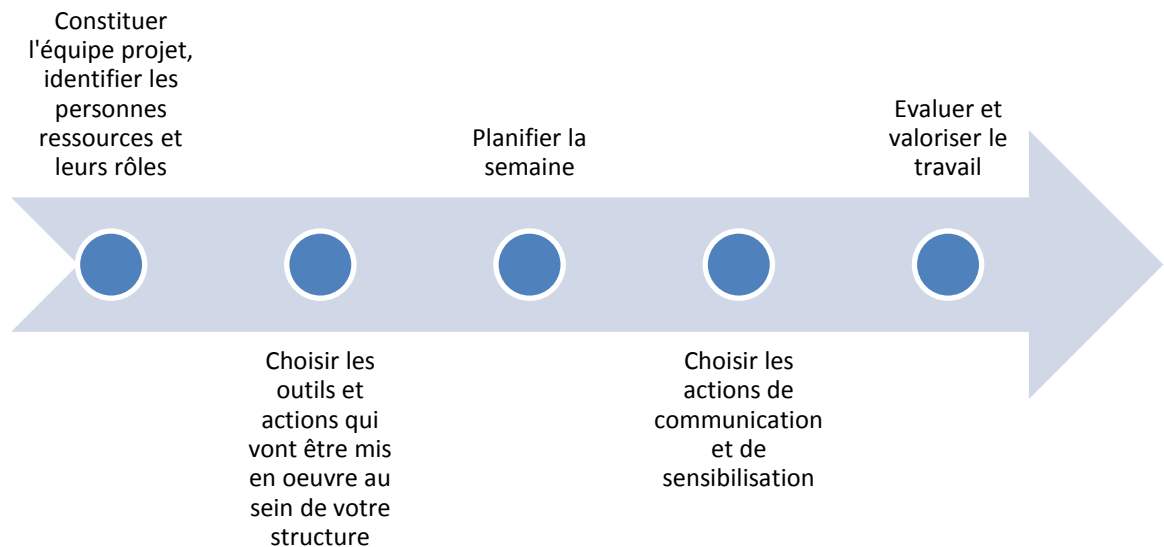 Constituer
l'équipe projet,
identifier les
personnes
ressources et
leurs rôles
Choisir les
outils et
actions qui
vont être mis
en oeuvre au
sein de votre
structure
Planifier la
semaine
Choisir les
actions de
communication
et de
sensibilisation
Evaluer et
valoriser le
travail